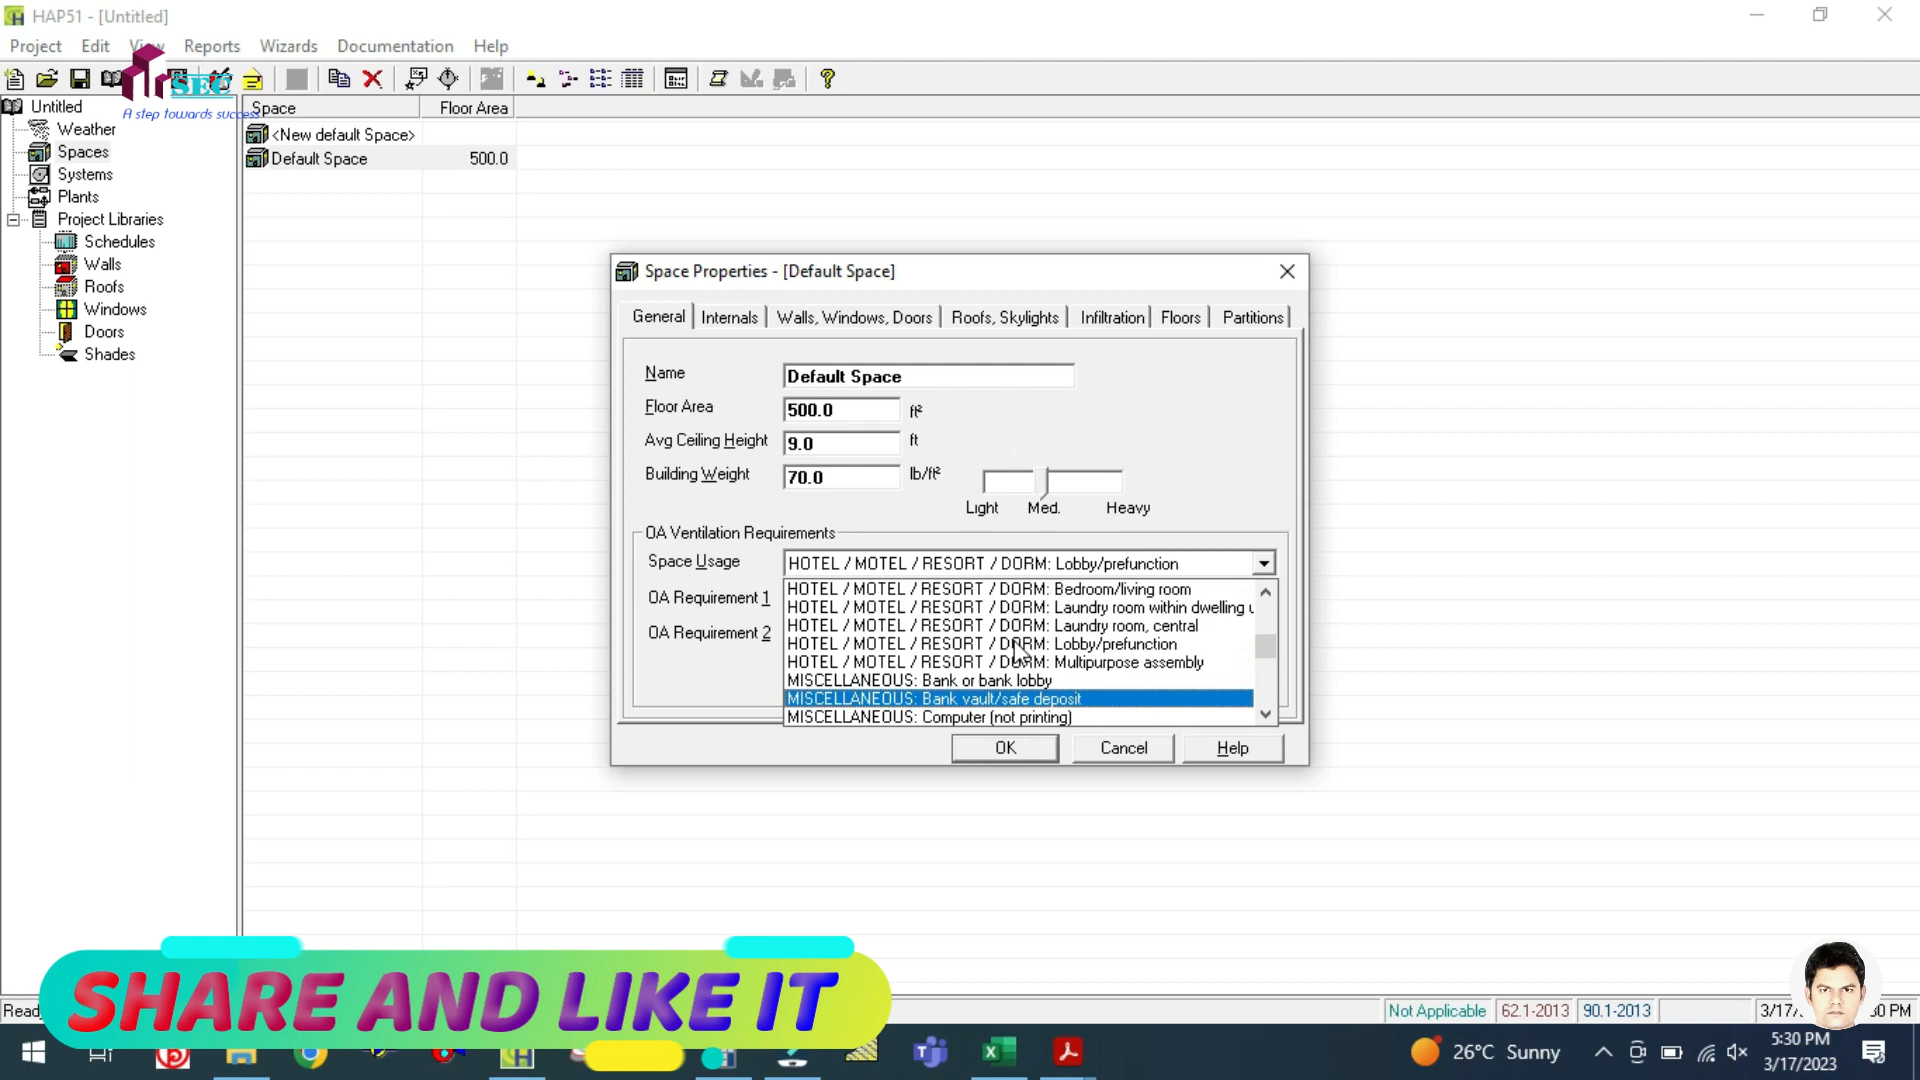 HAP51 - [Untitled]
Project Edit View Reports Wizards Documentation Help
SEC
A step towards success
Untitled
Weather
Spaces
Systems
Plants
Project Libraries
Schedules
Walls
Roofs
Windows
Doors
Shades
Space Floor Area
<New default Space>
Default Space 500.0
Space Properties - [Default Space]
General Internals Walls, Windows, Doors Roofs, Skylights Infiltration Floors Partitions
Name Default Space
Floor Area 500.0 ft²
Avg Ceiling Height 9.0 ft
Building Weight 70.0 lb/ft²
Light Med. Heavy
OA Ventilation Requirements
Space Usage HOTEL / MOTEL / RESORT / DORM: Lobby/prefunction
OA Requirement 1
OA Requirement 2
HOTEL / MOTEL / RESORT / DORM: Bedroom/living room
HOTEL / MOTEL / RESORT / DORM: Laundry room within dwelling u
HOTEL / MOTEL / RESORT / DORM: Laundry room, central
HOTEL / MOTEL / RESORT / DORM: Lobby/prefunction
HOTEL / MOTEL / RESORT / DORM: Multipurpose assembly
MISCELLANEOUS: Bank or bank lobby
MISCELLANEOUS: Bank vault/safe deposit
MISCELLANEOUS: Computer (not printing)
OK Cancel Help
SHARE AND LIKE IT
Not Applicable 62.1-2013 90.1-2013
26°C Sunny
5:30 PM
3/17/2023